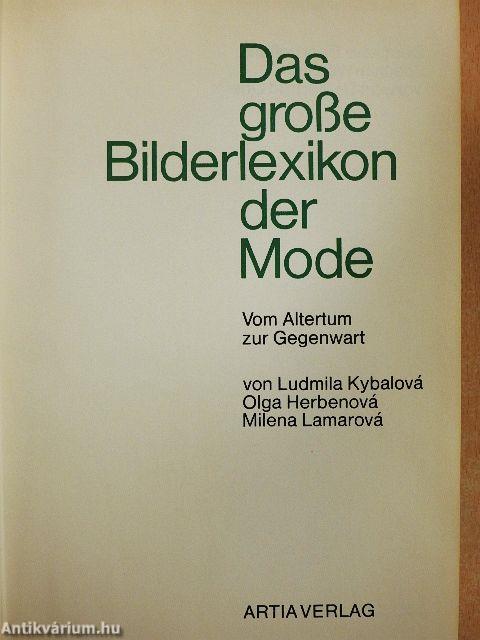 Das
große
Bilderlexikon
der
Mode
Vom Altertum
zur Gegenwart
von Ludmila Kybalová
Olga Herbenová
Milena Lamarová
ARTIA VERLAG
Antikvárium.hu